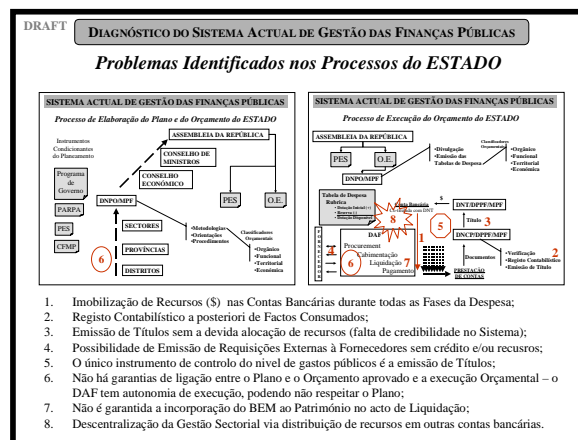 DRAFT
DIAGNÓSTICO DO SISTEMA ACTUAL DE GESTÃO DAS FINANÇAS PÚBLICAS
Problemas Identificados nos Processos do ESTADO
SISTEMA ACTUAL DE GESTÃO DAS FINANÇAS PÚBLICAS
Processo de Elaboração do Plano e do Orçamento do ESTADO
Instrumentos
Condicionantes
do Planeamento
ASSEMBLEIA DA REPÚBLICA
CONSELHO DE
MINISTROS
CONSELHO
ECONÓMICO
Programa
de
Governo
PARPA
PES
CFMP
DNPO/MPF
PES
O.E.
SECTORES
PROVÍNCIAS
DISTRITOS
6
•Metodologias
•Orientações
•Procedimentos
Classificadores
Orçamentais
•Orgânico
•Funcional
•Territorial
•Económica
SISTEMA ACTUAL DE GESTÃO DAS FINANÇAS PÚBLICAS
Processo de Execução do Orçamento do ESTADO
ASSEMBLEIA DA REPÚBLICA
PES
O.E.
DNPO/MPF
•Divulgação
•Emissão das
Tabelas de Despesa
Classificadores
Orçamentais
•Orgânico
•Funcional
•Territorial
•Económica
Tabela de Despesa
Rubrica
• Dotação Inicial (+)
• Reserva (-)
• Dotação Disponível
Conta Bancária
$
DNT/DPPF/MPF
8
5
Título
3
DNCP/DPPF/MPF
FORNECEDOR
4
DAF
Procurement
Cabimentação
Liquidação
Pagamento
6
7
1
Documentos
PRESTAÇÃO
DE CONTAS
•Verificação
•Registo Contabilístico
•Emissão de Título
2
1. Imobilização de Recursos ($) nas Contas Bancárias durante todas as Fases da Despesa;
2. Registo Contabilístico a posteriori de Factos Consumados;
3. Emissão de Títulos sem a devida alocação de recursos (falta de credibilidade no Sistema);
4. Possibilidade de Emissão de Requisições Externas à Fornecedores sem crédito e/ou recusros;
5. O único instrumento de controlo do nivel de gastos públicos é a emissão de Títulos;
6. Não há garantias de ligação entre o Plano e o Orçamento aprovado e a execução Orçamental – o
DAF tem autonomia de execução, podendo não respeitar o Plano;
7. Não é garantida a incorporação do BEM ao Património no acto de Liquidação;
8. Descentralização da Gestão Sectorial via distribuição de recursos em outras contas bancárias.